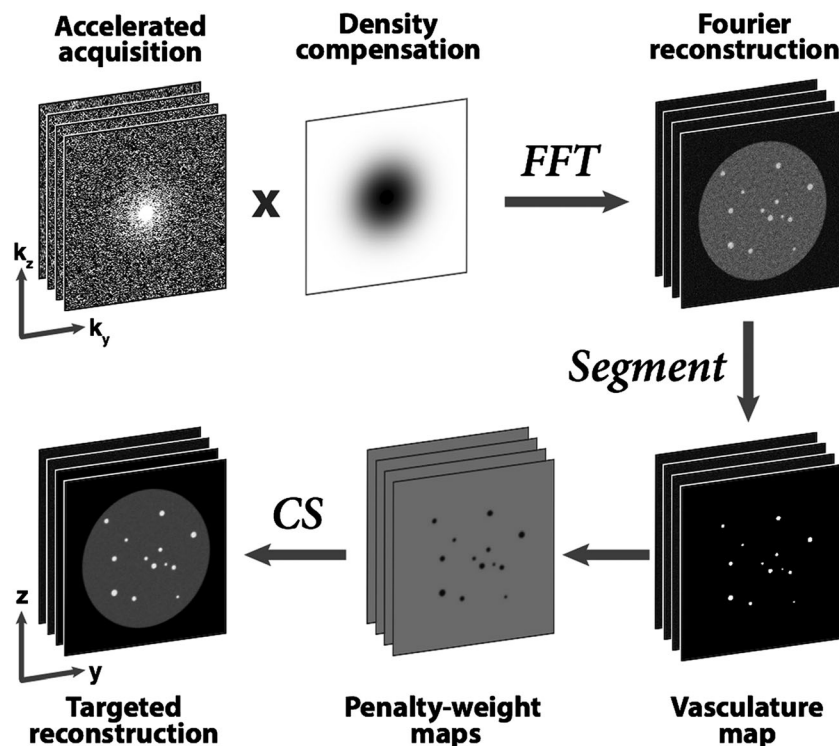 Accelerated
acquisition
Density
compensation
Fourier
reconstruction
x
FFT
k_z
k_y
Segment
CS
z
y
Targeted
reconstruction
Penalty-weight
maps
Vasculature
map